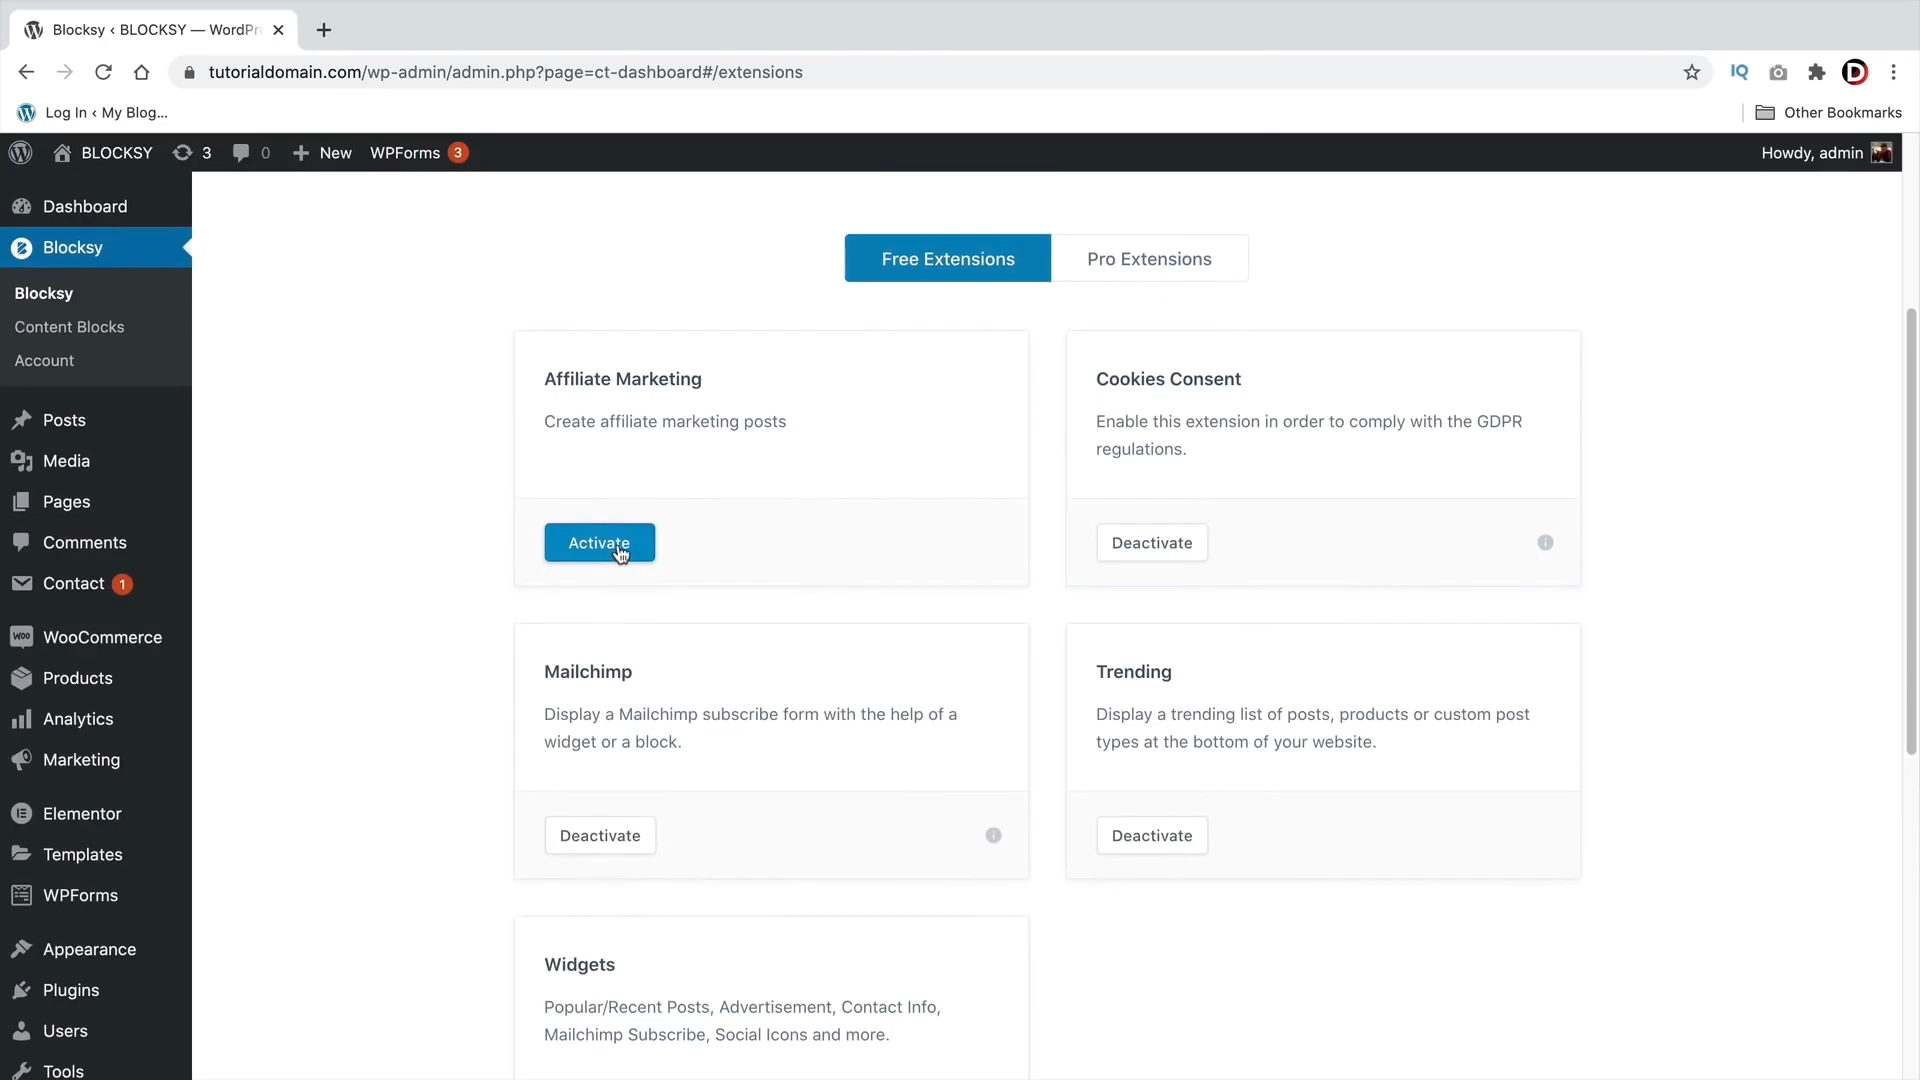 Blocksy ‹ BLOCKSY — WordPr
tutorialdomain.com/wp-admin/admin.php?page=ct-dashboard#/extensions
IQ
D
Log In ‹ My Blog...
Other Bookmarks
BLOCKSY
3
0
New
WPForms 3
Howdy, admin
Dashboard
Blocksy
Blocksy
Content Blocks
Account
Posts
Media
Pages
Comments
Contact 1
WOO
WooCommerce
Products
Analytics
Marketing
Elementor
Templates
WPForms
Appearance
Plugins
Users
Tools
Free Extensions
Pro Extensions
Affiliate Marketing
Create affiliate marketing posts
Activate
Cookies Consent
Enable this extension in order to comply with the GDPR
regulations.
Deactivate
Mailchimp
Display a Mailchimp subscribe form with the help of a
widget or a block.
Deactivate
Trending
Display a trending list of posts, products or custom post
types at the bottom of your website.
Deactivate
Widgets
Popular/Recent Posts, Advertisement, Contact Info,
Mailchimp Subscribe, Social Icons and more.